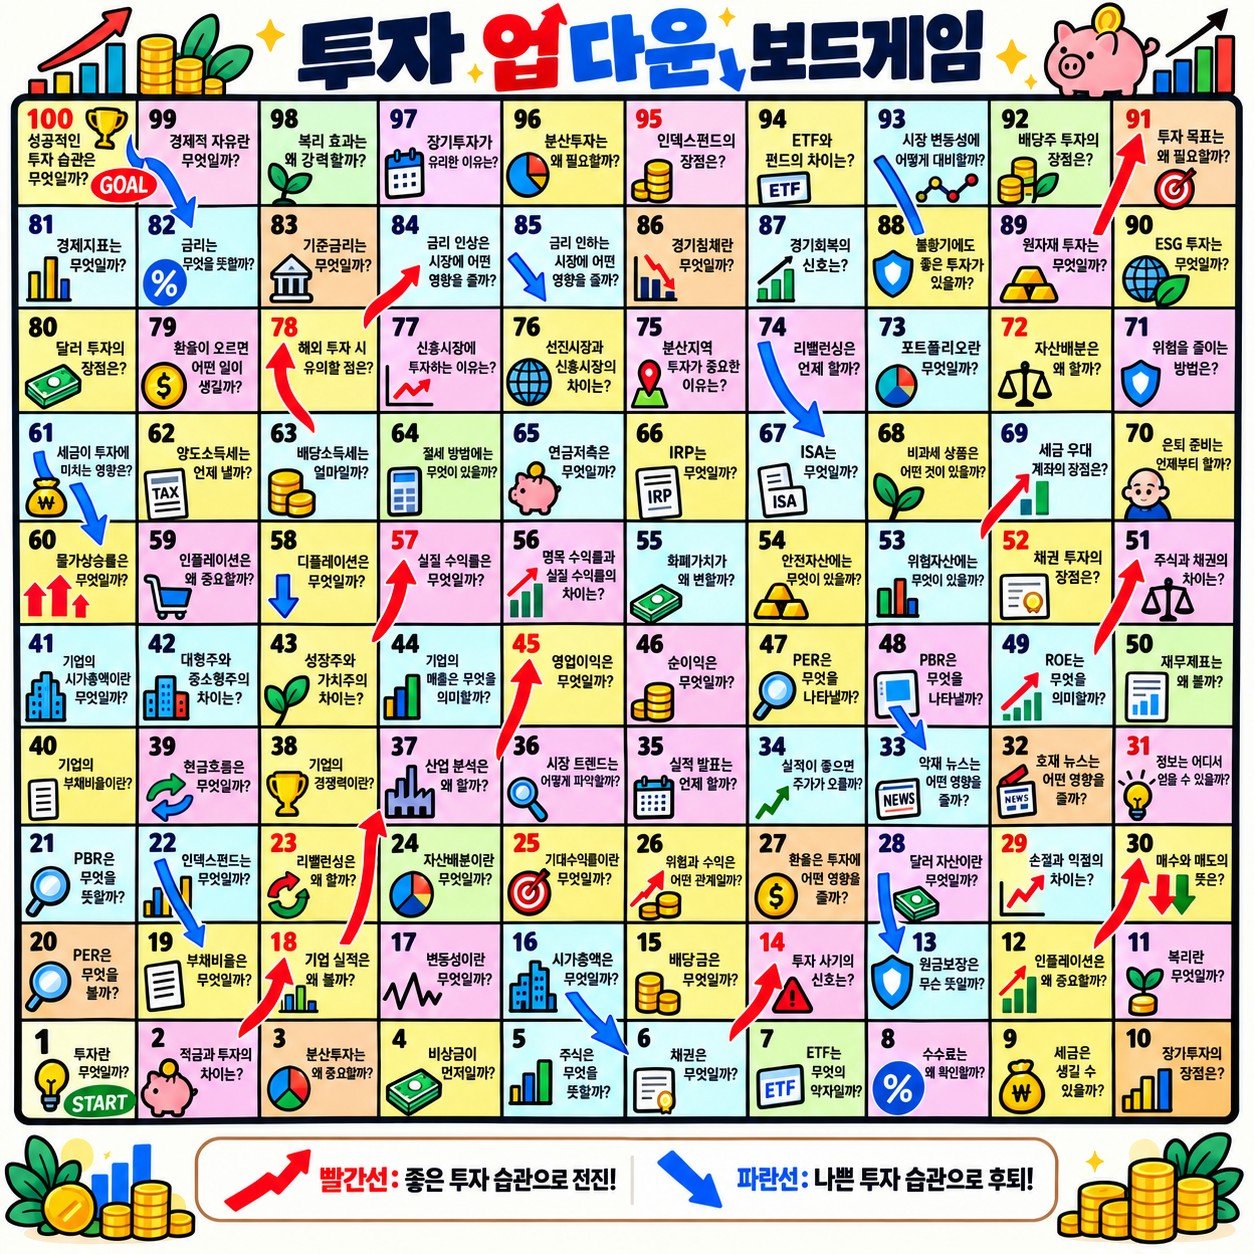 투자 업다운 보드게임
100
성공적인
투자 습관은
무엇일까?
GOAL
99
경제적 자유란
무엇일까?
98
복리 효과는
왜 강력할까?
97
장기투자가
유리한 이유는?
96
분산투자는
왜 필요할까?
95
인덱스펀드의
장점은?
94
ETF와
펀드의 차이는?
ETF
93
시장 변동성에
어떻게 대비할까?
92
배당주 투자의
장점은?
91
투자 목표는
왜 필요할까?
81
경제지표는
무엇일까?
82
금리는
무엇을 뜻할까?
%
83
기준금리는
무엇일까?
84
금리 인상은
시장에 어떤
영향을 줄까?
85
금리 인하는
시장에 어떤
영향을 줄까?
86
경기침체란
무엇일까?
87
경기회복의
신호는?
88
불황기에도
좋은 투자가
있을까?
89
원자재 투자는
무엇일까?
90
ESG 투자는
무엇일까?
80
달러 투자의
장점은?
79
환율이 오르면
어떤 일이
생길까?
$
78
해외 투자 시
유의할 점은?
77
신흥시장에
투자하는 이유는?
76
선진시장과
신흥시장의
차이는?
75
분산지역
투자가 중요한
이유는?
74
리밸런싱은
언제 할까?
73
포트폴리오란
무엇일까?
72
자산배분은
왜 할까?
71
위험을 줄이는
방법은?
61
세금이 투자에
미치는 영향은?
₩
62
양도소득세는
언제 낼까?
TAX
63
배당소득세는
얼마일까?
64
절세 방법에는
무엇이 있을까?
65
연금저축은
무엇일까?
66
IRP는
무엇일까?
IRP
67
ISA는
무엇일까?
ISA
68
비과세 상품은
어떤 것이 있을까?
69
세금 우대
계좌의 장점은?
70
은퇴 준비는
언제부터 할까?
60
물가상승률은
무엇일까?
59
인플레이션은
왜 중요할까?
58
디플레이션은
무엇일까?
57
실질 수익률은
무엇일까?
56
명목 수익률과
실질 수익률의
차이는?
55
화폐가치가
왜 변할까?
54
안전자산에는
무엇이 있을까?
53
위험자산에는
무엇이 있을까?
52
채권 투자의
장점은?
51
주식과 채권의
차이는?
41
기업의
시가총액이란
무엇일까?
42
대형주와
중소형주의
차이는?
43
성장주와
가치주의
차이는?
44
기업의
매출은 무엇을
의미할까?
45
영업이익은
무엇일까?
46
순이익은
무엇일까?
47
PER은
무엇을
나타낼까?
48
PBR은
무엇을
나타낼까?
49
ROE는
무엇을
의미할까?
50
재무제표는
왜 볼까?
40
기업의
부채비율이란?
39
현금흐름은
무엇일까?
38
기업의
경쟁력이란?
37
산업 분석은
왜 할까?
36
시장 트렌드는
어떻게 파악할까?
35
실적 발표는
언제 할까?
34
실적이 좋으면
주가가 오를까?
33
악재 뉴스는
어떤 영향을
줄까?
NEWS
32
호재 뉴스는
어떤 영향을
줄까?
NEWS
31
정보는 어디서
얻을 수 있을까?
21
PBR은
무엇을
뜻할까?
22
인덱스펀드는
무엇일까?
23
리밸런싱은
왜 할까?
24
자산배분이란
무엇일까?
25
기대수익률이란
무엇일까?
26
위험과 수익은
어떤 관계일까?
27
환율은 투자에
어떤 영향을
줄까?
$
28
달러 자산이란
무엇일까?
29
손절과 익절의
차이는?
30
매수와 매도의
뜻은?
20
PER은
무엇을
볼까?
19
부채비율은
무엇일까?
18
기업 실적은
왜 볼까?
17
변동성이란
무엇일까?
16
시가총액은
무엇일까?
15
배당금은
무엇일까?
14
투자 사기의
신호는?
13
원금보장은
무슨 뜻일까?
12
인플레이션은
왜 중요할까?
11
복리란
무엇일까?
1
투자란
무엇일까?
START
2
적금과 투자의
차이는?
3
분산투자는
왜 중요할까?
4
비상금이
먼저일까?
5
주식은
무엇을
뜻할까?
6
채권은
무엇일까?
7
ETF는
무엇의
약자일까?
ETF
8
수수료는
왜 확인할까?
%
9
세금은
생길 수
있을까?
₩
10
장가투자의
장점은?
빨간선: 좋은 투자 습관으로 전진!
파란선: 나쁜 투자 습관으로 후퇴!